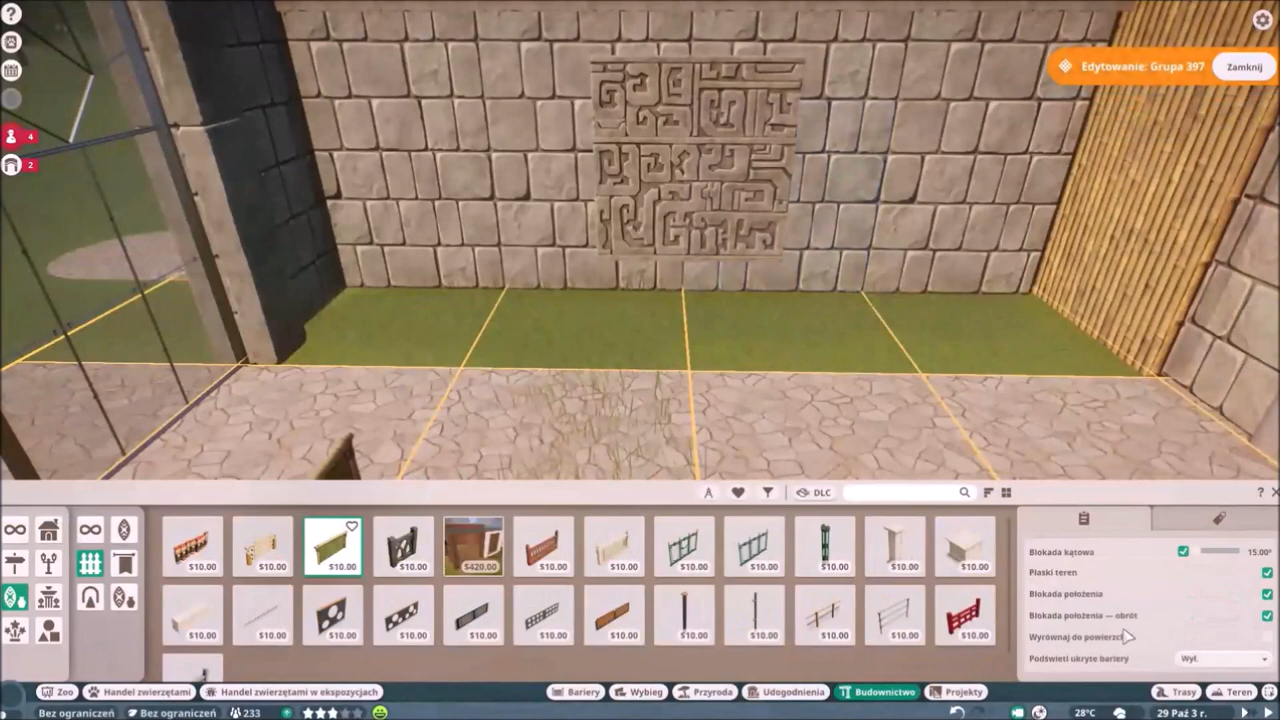 ?
Edytowanie: Grupa 397 Zamknij
4
2
DLC
? X
$10.00 $10.00 $10.00 $10.00 $420.00 $10.00 $10.00 $10.00 $10.00 $10.00 $10.00 $10.00
$10.00 $10.00 $10.00 $10.00 $10.00 $10.00 $10.00 $10.00 $10.00 $10.00 $10.00 $10.00
Blokada kątowa 15.00°
Płaski teren
Blokada położenia
Blokada położenia — obrót
Wyrównaj do powierzch
Podświetl ukryte bariery Wył.
Zoo Handel zwierzętami Handel zwierzętami w ekspozycjach Bariery Wybieg Przyroda Udogodnienia Budownictwo Projekty Trasy Teren
Bez ograniczeń Bez ograniczeń 233 28°C 29 Paź 3 r.